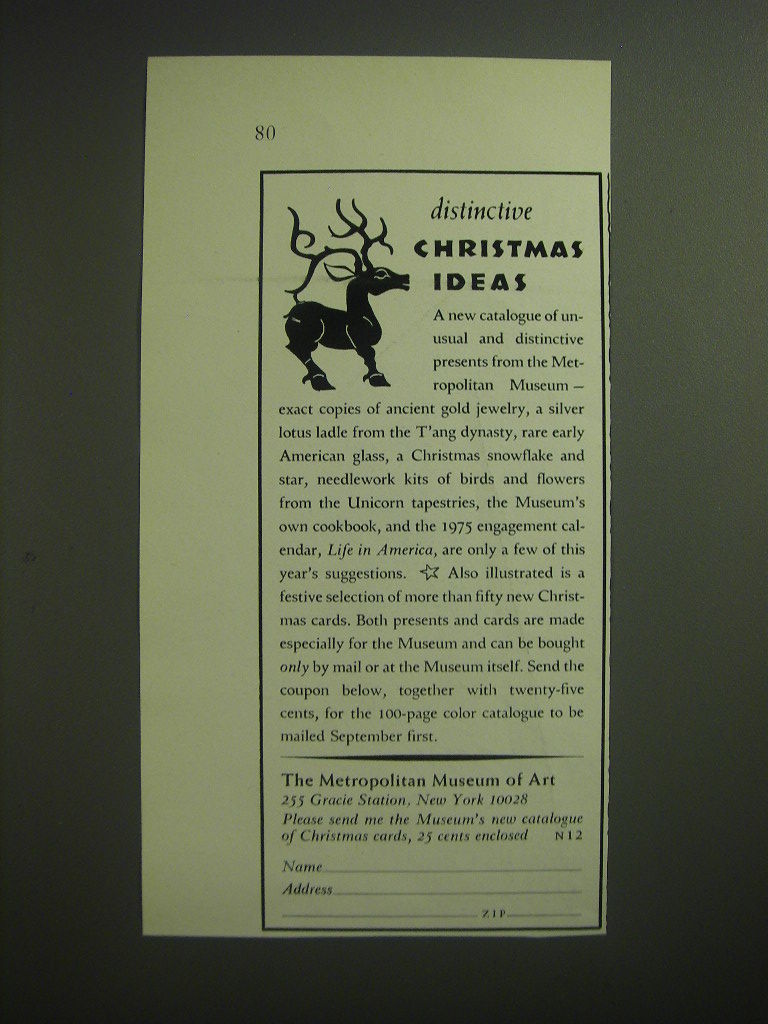 80
distinctive
CHRISTMAS
IDEAS
A new catalogue of un-
usual and distinctive
presents from the Met-
ropolitan Museum —
exact copies of ancient gold jewelry, a silver
lotus ladle from the T'ang dynasty, rare early
American glass, a Christmas snowflake and
star, needlework kits of birds and flowers
from the Unicorn tapestries, the Museum's
own cookbook, and the 1975 engagement cal-
endar, Life in America, are only a few of this
year's suggestions. ☆ Also illustrated is a
festive selection of more than fifty new Christ-
mas cards. Both presents and cards are made
especially for the Museum and can be bought
only by mail or at the Museum itself. Send the
coupon below, together with twenty-five
cents, for the 100-page color catalogue to be
mailed September first.
The Metropolitan Museum of Art
255 Gracie Station, New York 10028
Please send me the Museum's new catalogue
of Christmas cards, 25 cents enclosed N12
Name
Address
ZIP